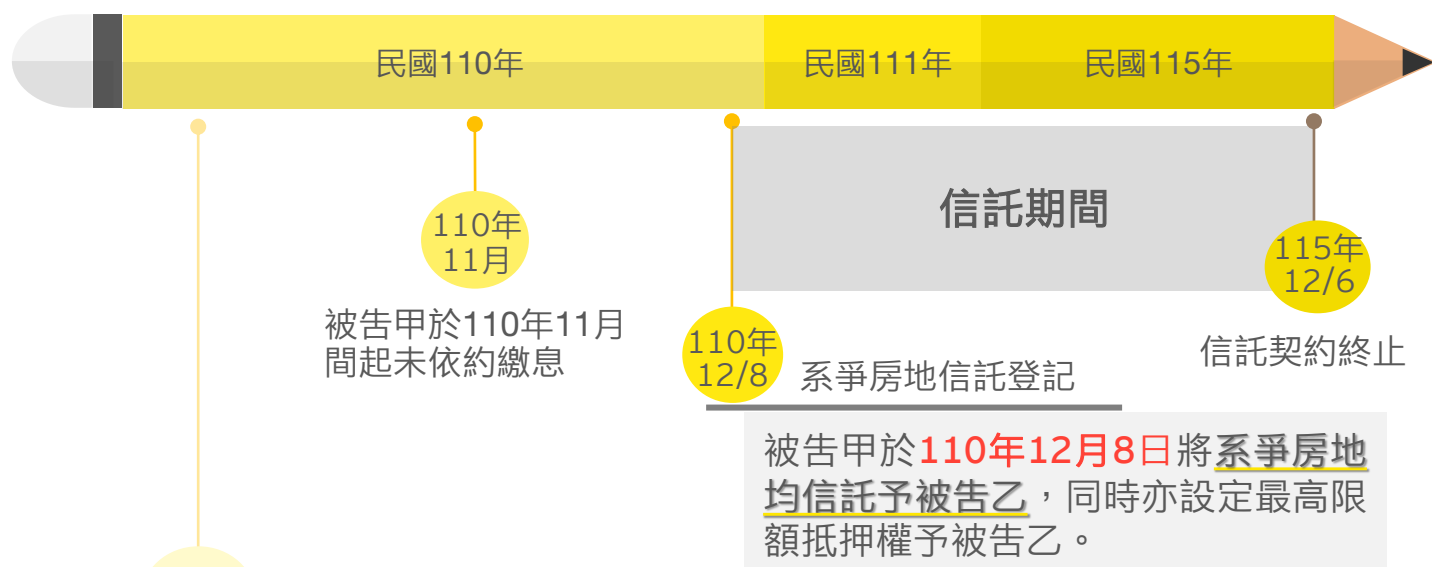 民國110年
民國111年
民國115年
信託期間
110年
11月
被告甲於110年11月
間起未依約繳息
110年
12/8
系爭房地信託登記
115年
12/6
信託契約終止
被告甲於110年12月8日將系爭房地
均信託予被告乙，同時亦設定最高限
額抵押權予被告乙。